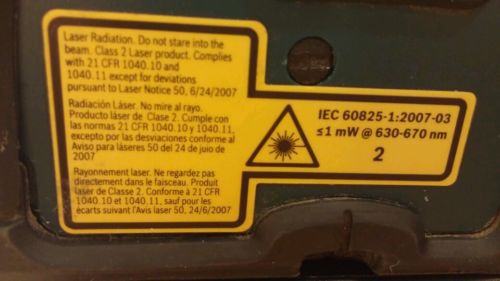 Laser Radiation. Do not stare into the
beam. Class 2 Laser product. Complies
with 21 CFR 1040.10 and
1040.11 except for deviations
pursuant to Laser Notice 50, 6/24/2007
Radiación Láser. No mire al rayo.
Producto láser de Clase 2. Cumple con
las normas 21 CFR 1040.10 y 1040.11,
excepto por las desviaciones conforme al
Aviso para láseres 50 del 24 de juio de
2007
Rayonnement laser. Ne regardez pas
directement dans le faisceau. Produit
laser de Classe 2. Conforme à 21 CFR
1040.10 et 1040.11, sauf pour les
écarts suivant l'Avis laser 50, 24/6/2007
IEC 60825-1:2007-03
≤1 mW @ 630-670 nm
2